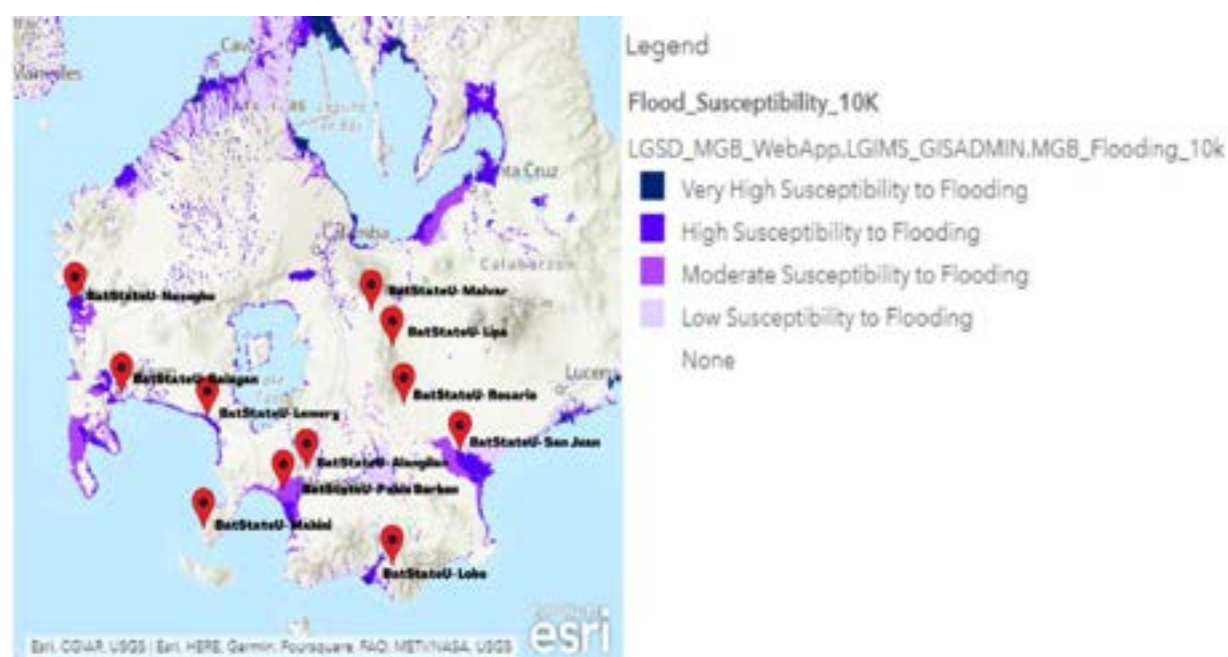 Legend
Flood_Susceptibility_10K
LGSD_MGB_WebApp.LGIMS_GISADMIN.MGB_Flooding_10k
Very High Susceptibility to Flooding
High Susceptibility to Flooding
Moderate Susceptibility to Flooding
Low Susceptibility to Flooding
None
Cavi
ta Cruz
Calamba
Calabarzon
BatStateU- Nasugbu
BatStateU- Malvar
BatStateU- Lipa
BatStateU- Balayan
BatStateU- Rosario
Lucena
BatStateU- Lemery
BatStateU- San Juan
BatStateU- Alangilan
BatStateU- Pablo Borbon
BatStateU- Mabini
BatStateU- Lobo
esri
Esri, CGIAR, USGS | Esri, HERE, Garmin, Foursquare, FAO, METI/NASA, USGS